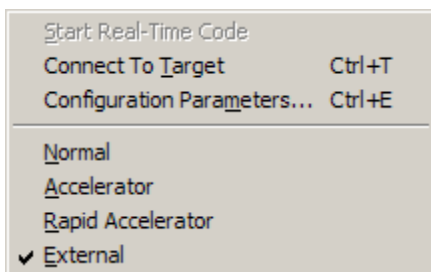 Start Real-Time Code
Connect To Target Ctrl+T
Configuration Parameters... Ctrl+E
Normal
Accelerator
Rapid Accelerator
External